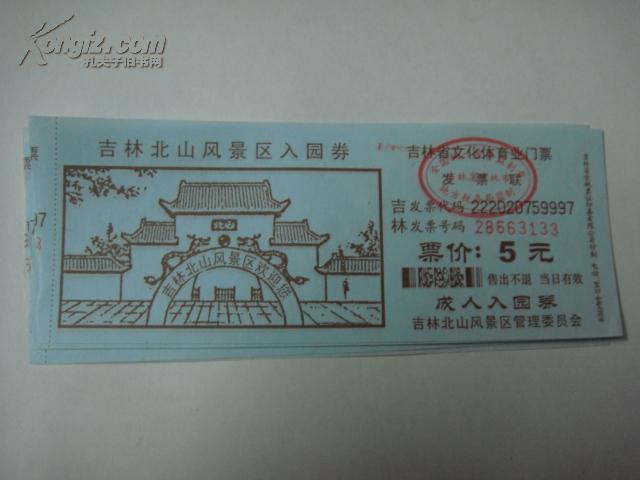 Kongfz.com
孔夫子旧书网
吉林北山风景区入园券
山北
吉林北山风景区欢迎您
吉林省文化体育业门票
发 票 联
吉 发票代码 222020759997
林 发票号码 28663133
票价：5 元
售出不退 当日有效
成人入园券
吉林北山风景区管理委员会
票